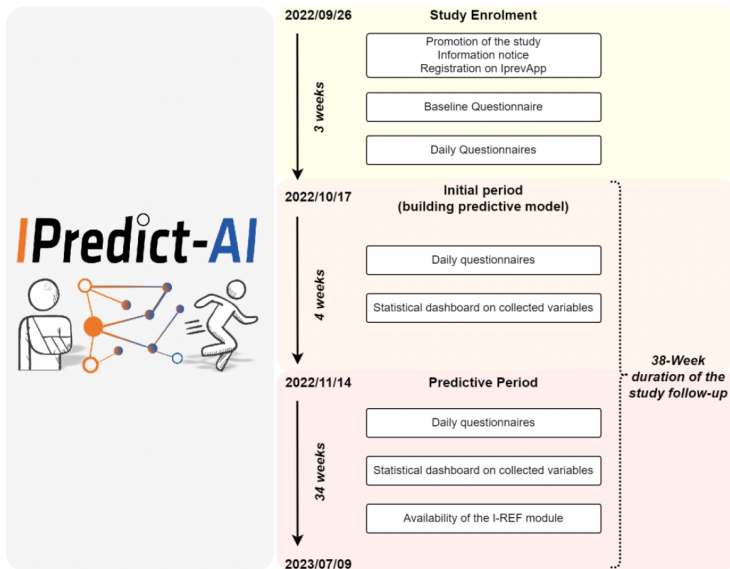 IPredict-AI
2022/09/26
Study Enrolment
3 weeks
Promotion of the study
Information notice
Registration on IprevApp
Baseline Questionnaire
Daily Questionnaires
2022/10/17
Initial period
(building predictive model)
4 weeks
Daily questionnaires
Statistical dashboard on collected variables
2022/11/14
Predictive Period
34 weeks
Daily questionnaires
Statistical dashboard on collected variables
Availability of the I-REF module
2023/07/09
38-Week
duration of the
study follow-up